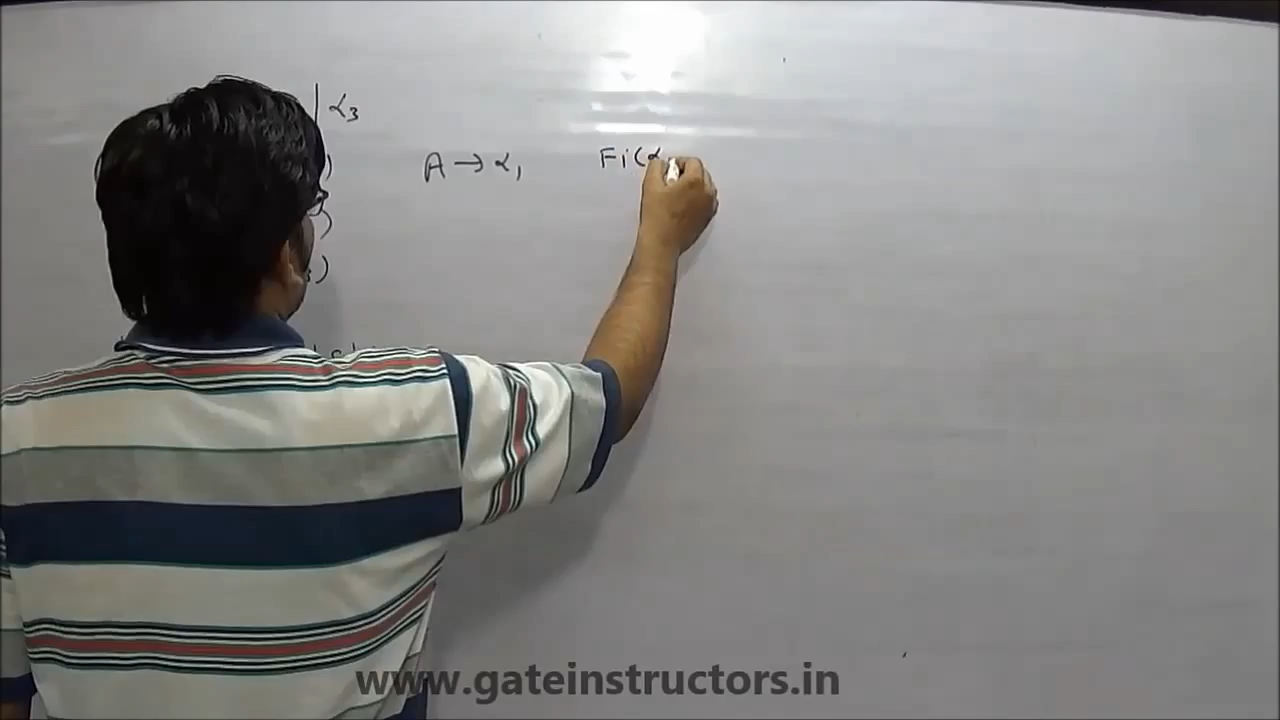 | α₃
A → α₁ Fi(α
www.gateinstructors.in